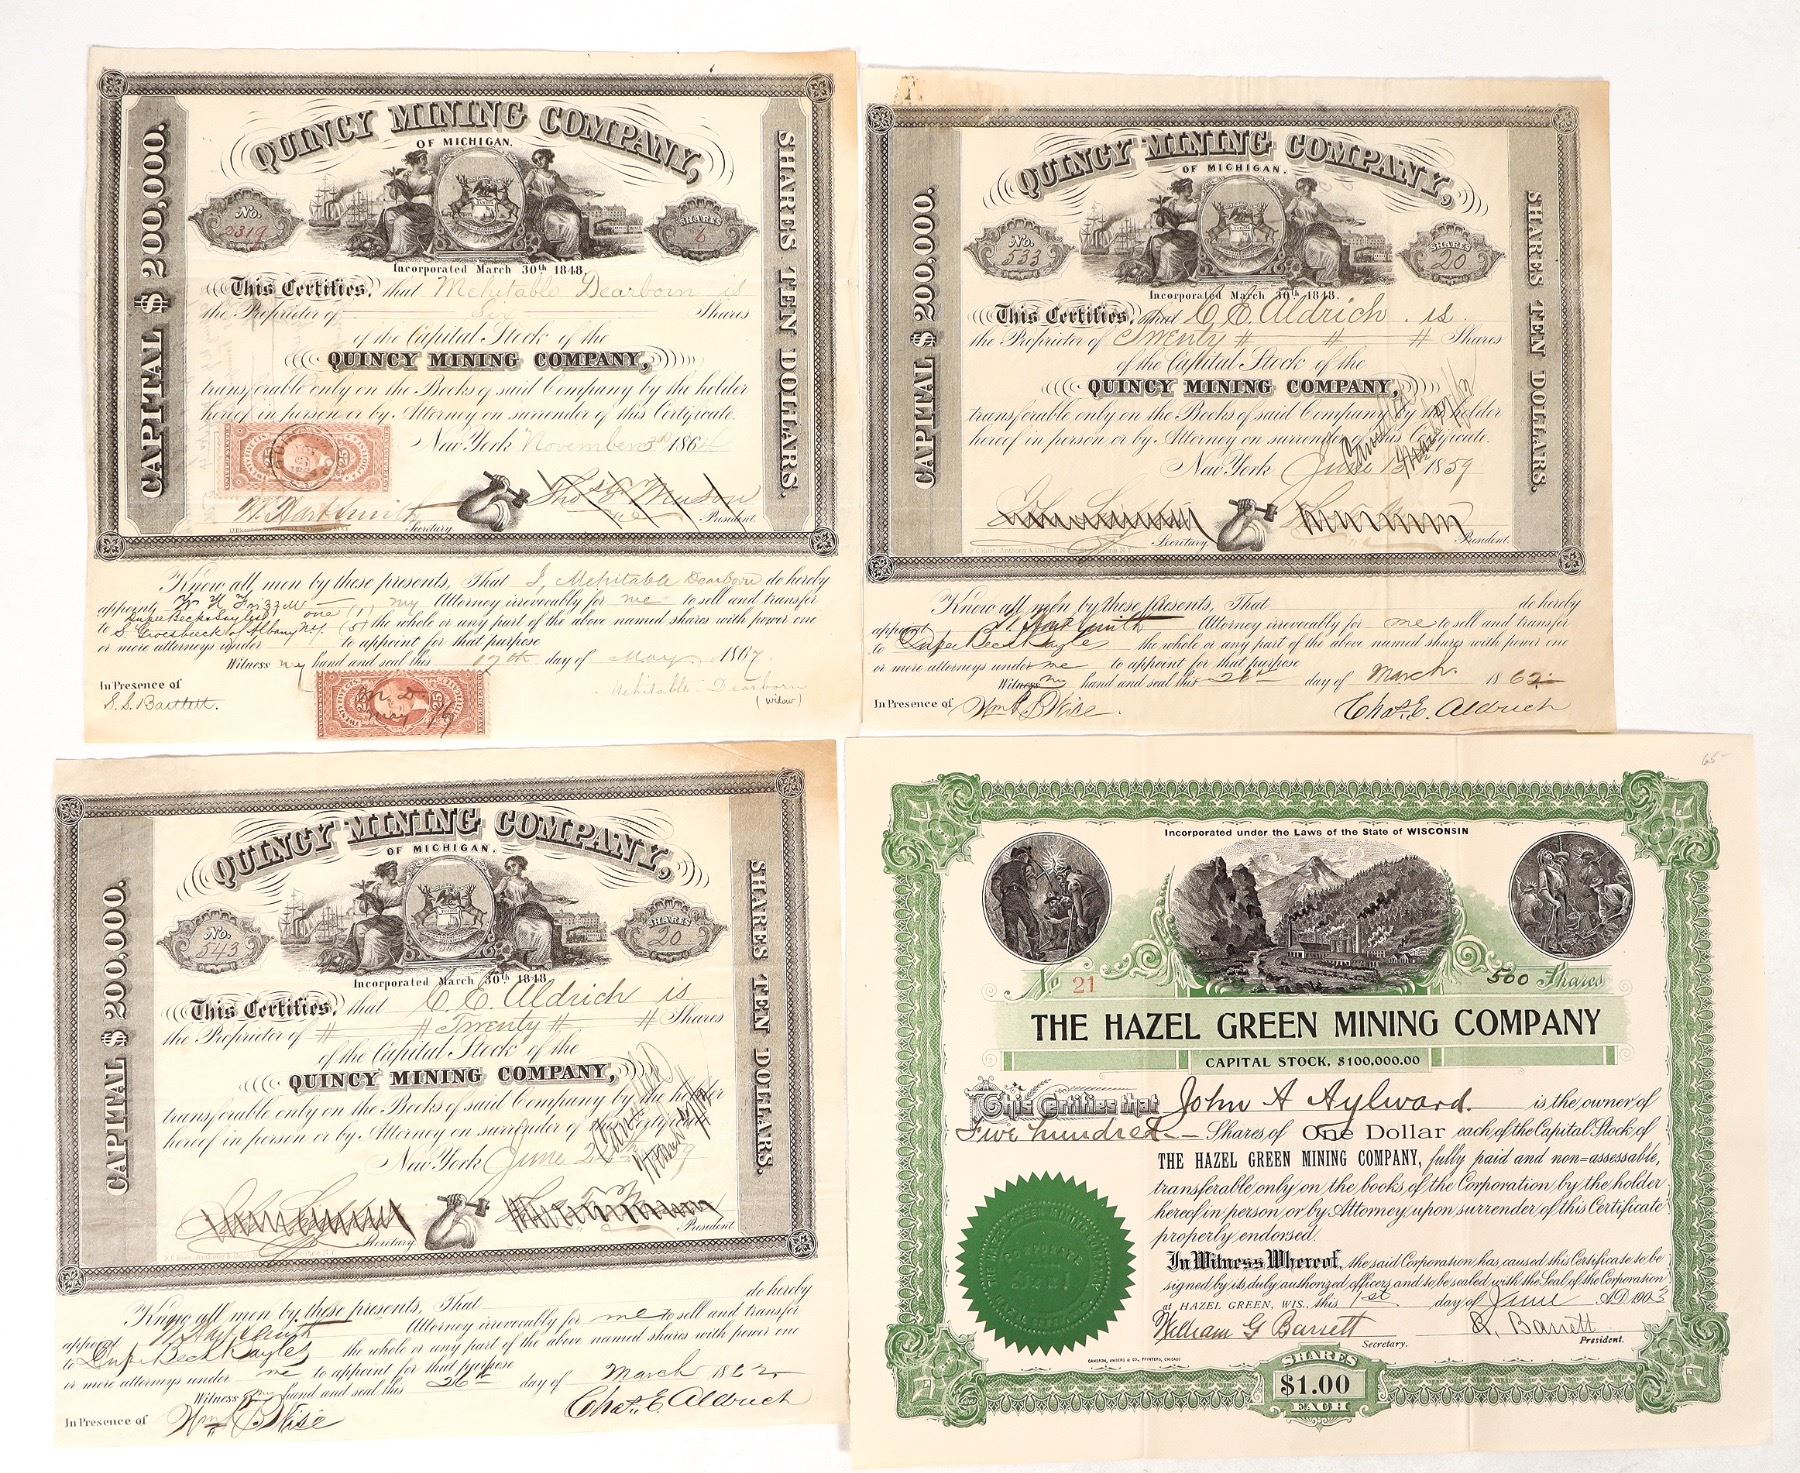 QUINCY MINING COMPANY,
OF MICHIGAN.
CAPITAL $ 200,000.
SHARES TEN DOLLARS.
No.
2319
SHARES
6
Incorporated March 30th 1848.
This Certifies, that Mehitable Dearborn is
the Proprietor of Six Shares
of the Capital Stock of the
QUINCY MINING COMPANY,
transferable only on the Books of said Company by the holder
hereof in person or by Attorney on surrender of this Certificate.
New York November 3d 1864
W Hart Smith Secretary
President.
Know all men by these presents, That I, Mehitable Dearborn do hereby
appoint my Attorney irrevocably for me to sell and transfer
to S. Groesbeeck of Albany NY the whole or any part of the above named shares with power one
or more attorneys under to appoint for that purpose
Witness my hand and seal this 17th day of May 1867
In Presence of
S. S. Bartlett.
Mehitable Dearborn
(widow)
QUINCY MINING COMPANY,
OF MICHIGAN.
CAPITAL $ 200,000.
SHARES TEN DOLLARS.
No.
533
SHARES
20
Incorporated March 30th 1848.
This Certifies, that C. E. Aldrich is
the Proprietor of Twenty # # # Shares
of the Capital Stock of the
QUINCY MINING COMPANY,
transferable only on the Books of said Company by the holder
hereof in person or by Attorney on surrender of this Certificate.
New York June 1859
Secretary
President.
Know all men by these presents, That do hereby
appoint Attorney irrevocably for me to sell and transfer
to the whole or any part of the above named shares with power one
or more attorneys under me to appoint for that purpose
Witness my hand and seal this 26th day of March 1862
In Presence of
Chas. E. Aldrich
QUINCY MINING COMPANY,
OF MICHIGAN.
CAPITAL $ 200,000.
SHARES TEN DOLLARS.
No.
543
SHARES
20
Incorporated March 30th 1848.
This Certifies, that C. E. Aldrich is
the Proprietor of # # Twenty # # Shares
of the Capital Stock of the
QUINCY MINING COMPANY,
transferable only on the Books of said Company by the holder
hereof in person or by Attorney on surrender of this Certificate
New York June
Secretary.
President
Know all men by these presents, That do hereby
appoint Attorney irrevocably for me to sell and transfer
to the whole or any part of the above named shares with power one
or more attorneys under me to appoint for that purpose
Witness my hand and seal this 26th day of March 1862
In Presence of
Chas. E. Aldrich
65-
Incorporated under the Laws of the State of WISCONSIN
No 21
500 Shares
THE HAZEL GREEN MINING COMPANY
CAPITAL STOCK, $100,000.00
This Certifies that John A Aylward. is the owner of
Five hundred Shares of One Dollar each of the Capital Stock of
THE HAZEL GREEN MINING COMPANY, fully paid and non=assessable,
transferable only on the books of the Corporation by the holder
hereof in person, or by Attorney, upon surrender of this Certificate
properly endorsed.
In Witness Whereof, the said Corporation has caused this Certificate to be
signed by its duly authorized officers and to be sealed with the Seal of the Corporation
at HAZEL GREEN, WIS., this 1st day of June A.D. 1903
William G Barrett Secretary.
R. Barrett President.
CAMERON, AMBERG & CO., PRINTERS, CHICAGO
SHARES
$1.00
EACH